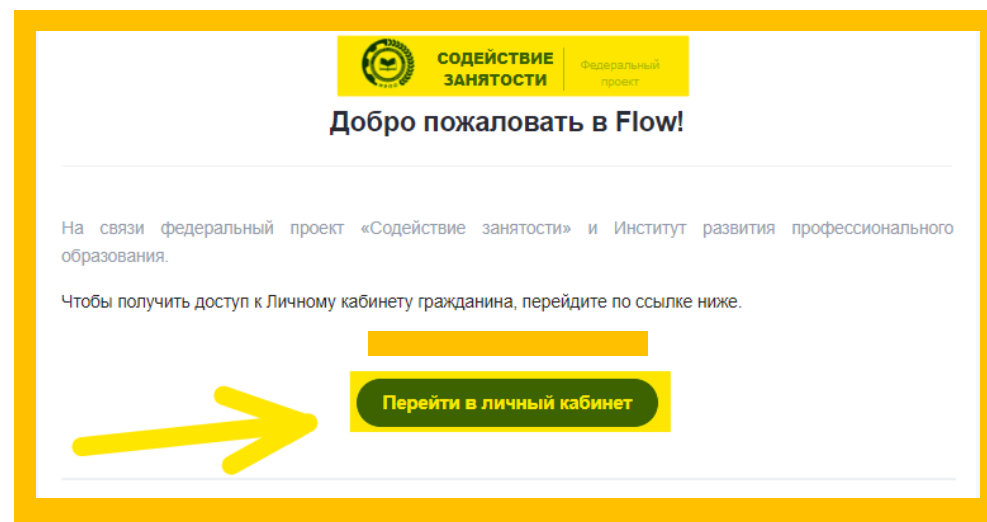 СОДЕЙСТВИЕ
ЗАНЯТОСТИ
Федеральный
проект
Добро пожаловать в Flow!
На связи федеральный проект «Содействие занятости» и Институт развития профессионального
образования.
Чтобы получить доступ к Личному кабинету гражданина, перейдите по ссылке ниже.
Перейти в личный кабинет